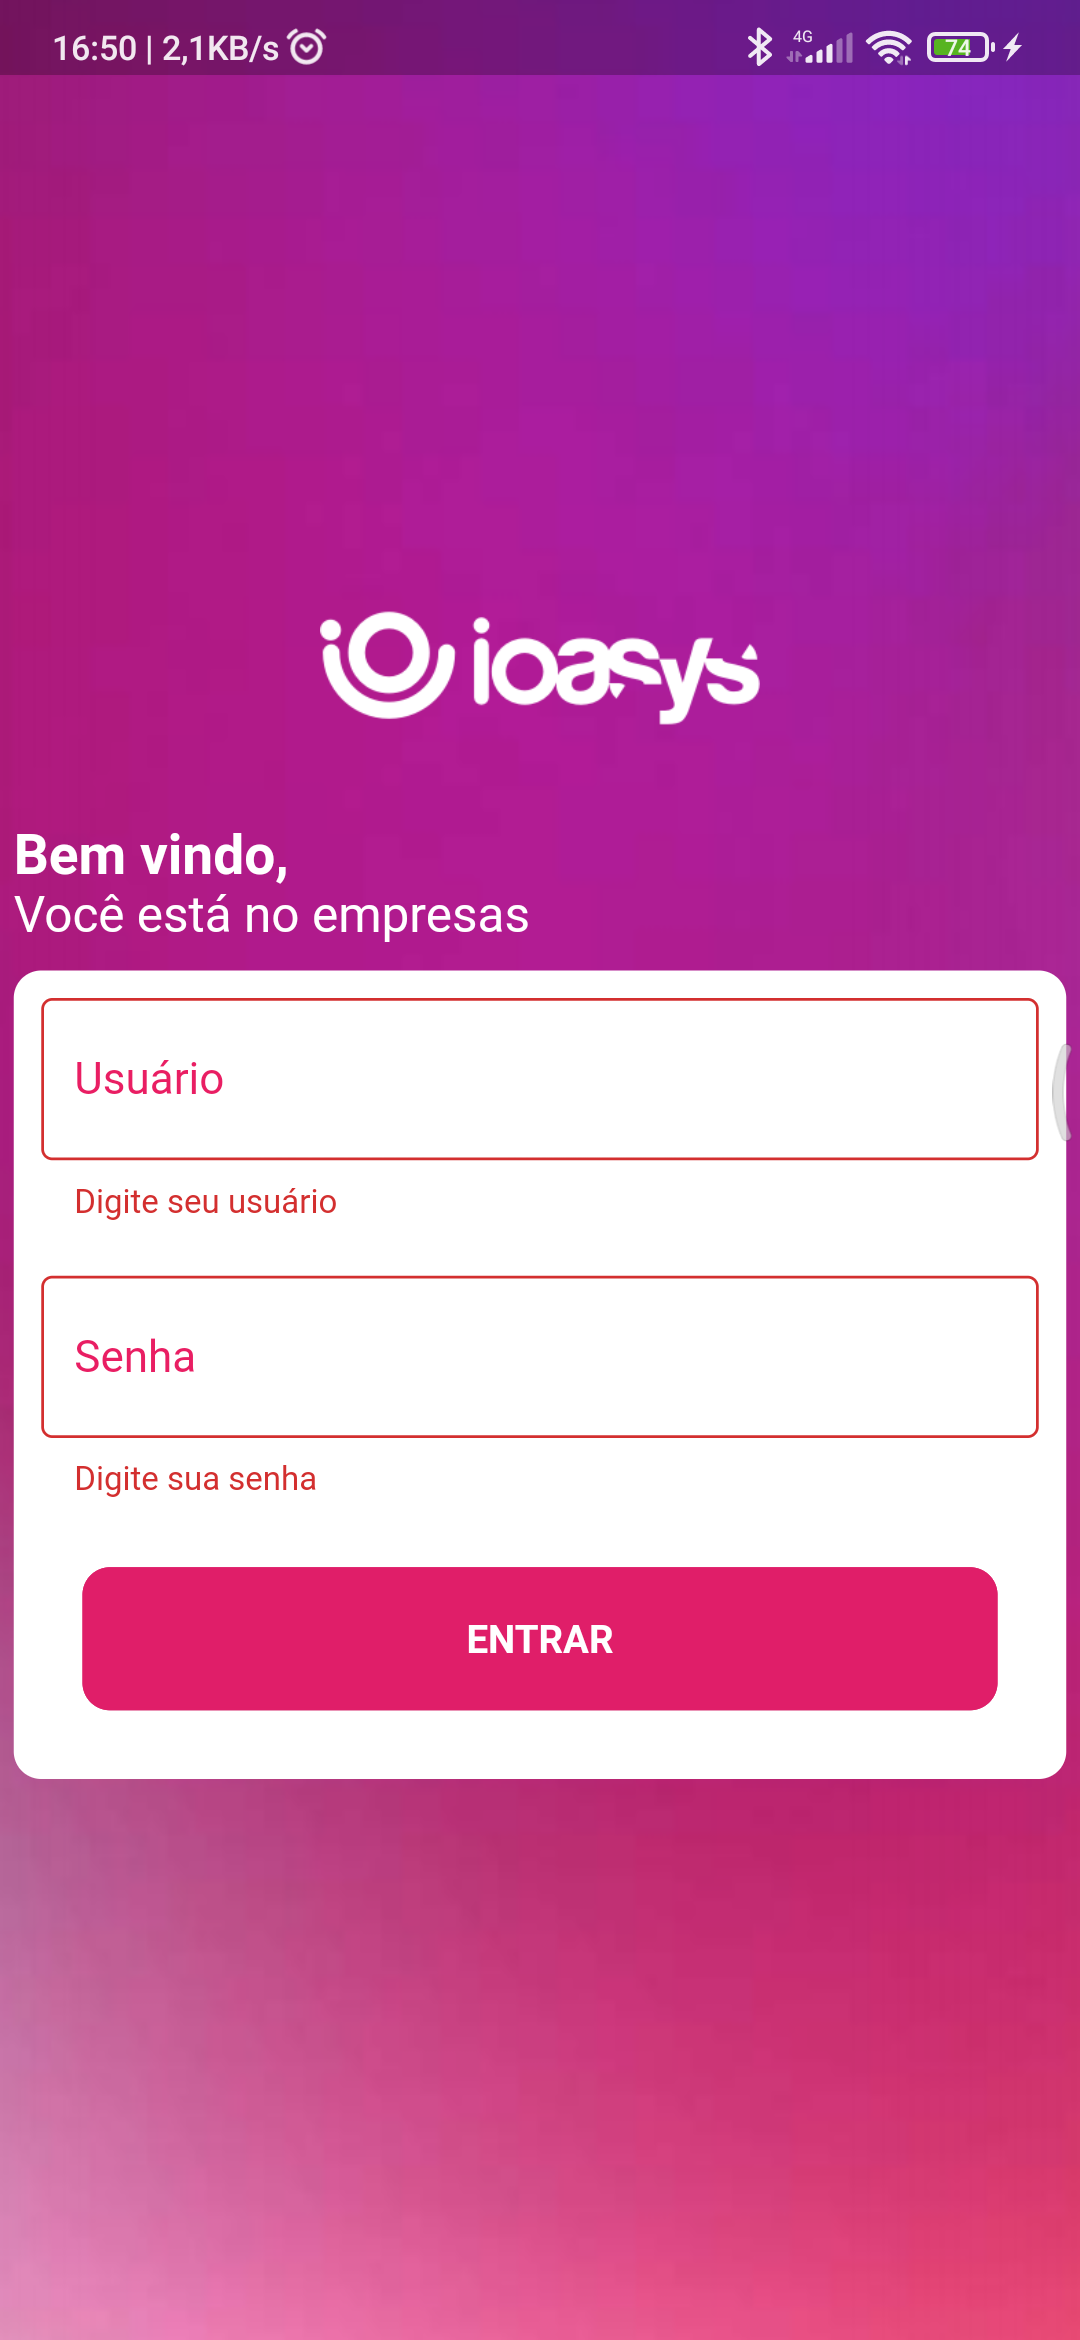 16:50 | 2,1KB/s
4G
74
ioasys
Bem vindo,
Você está no empresas
Usuário
Digite seu usuário
Senha
Digite sua senha
ENTRAR